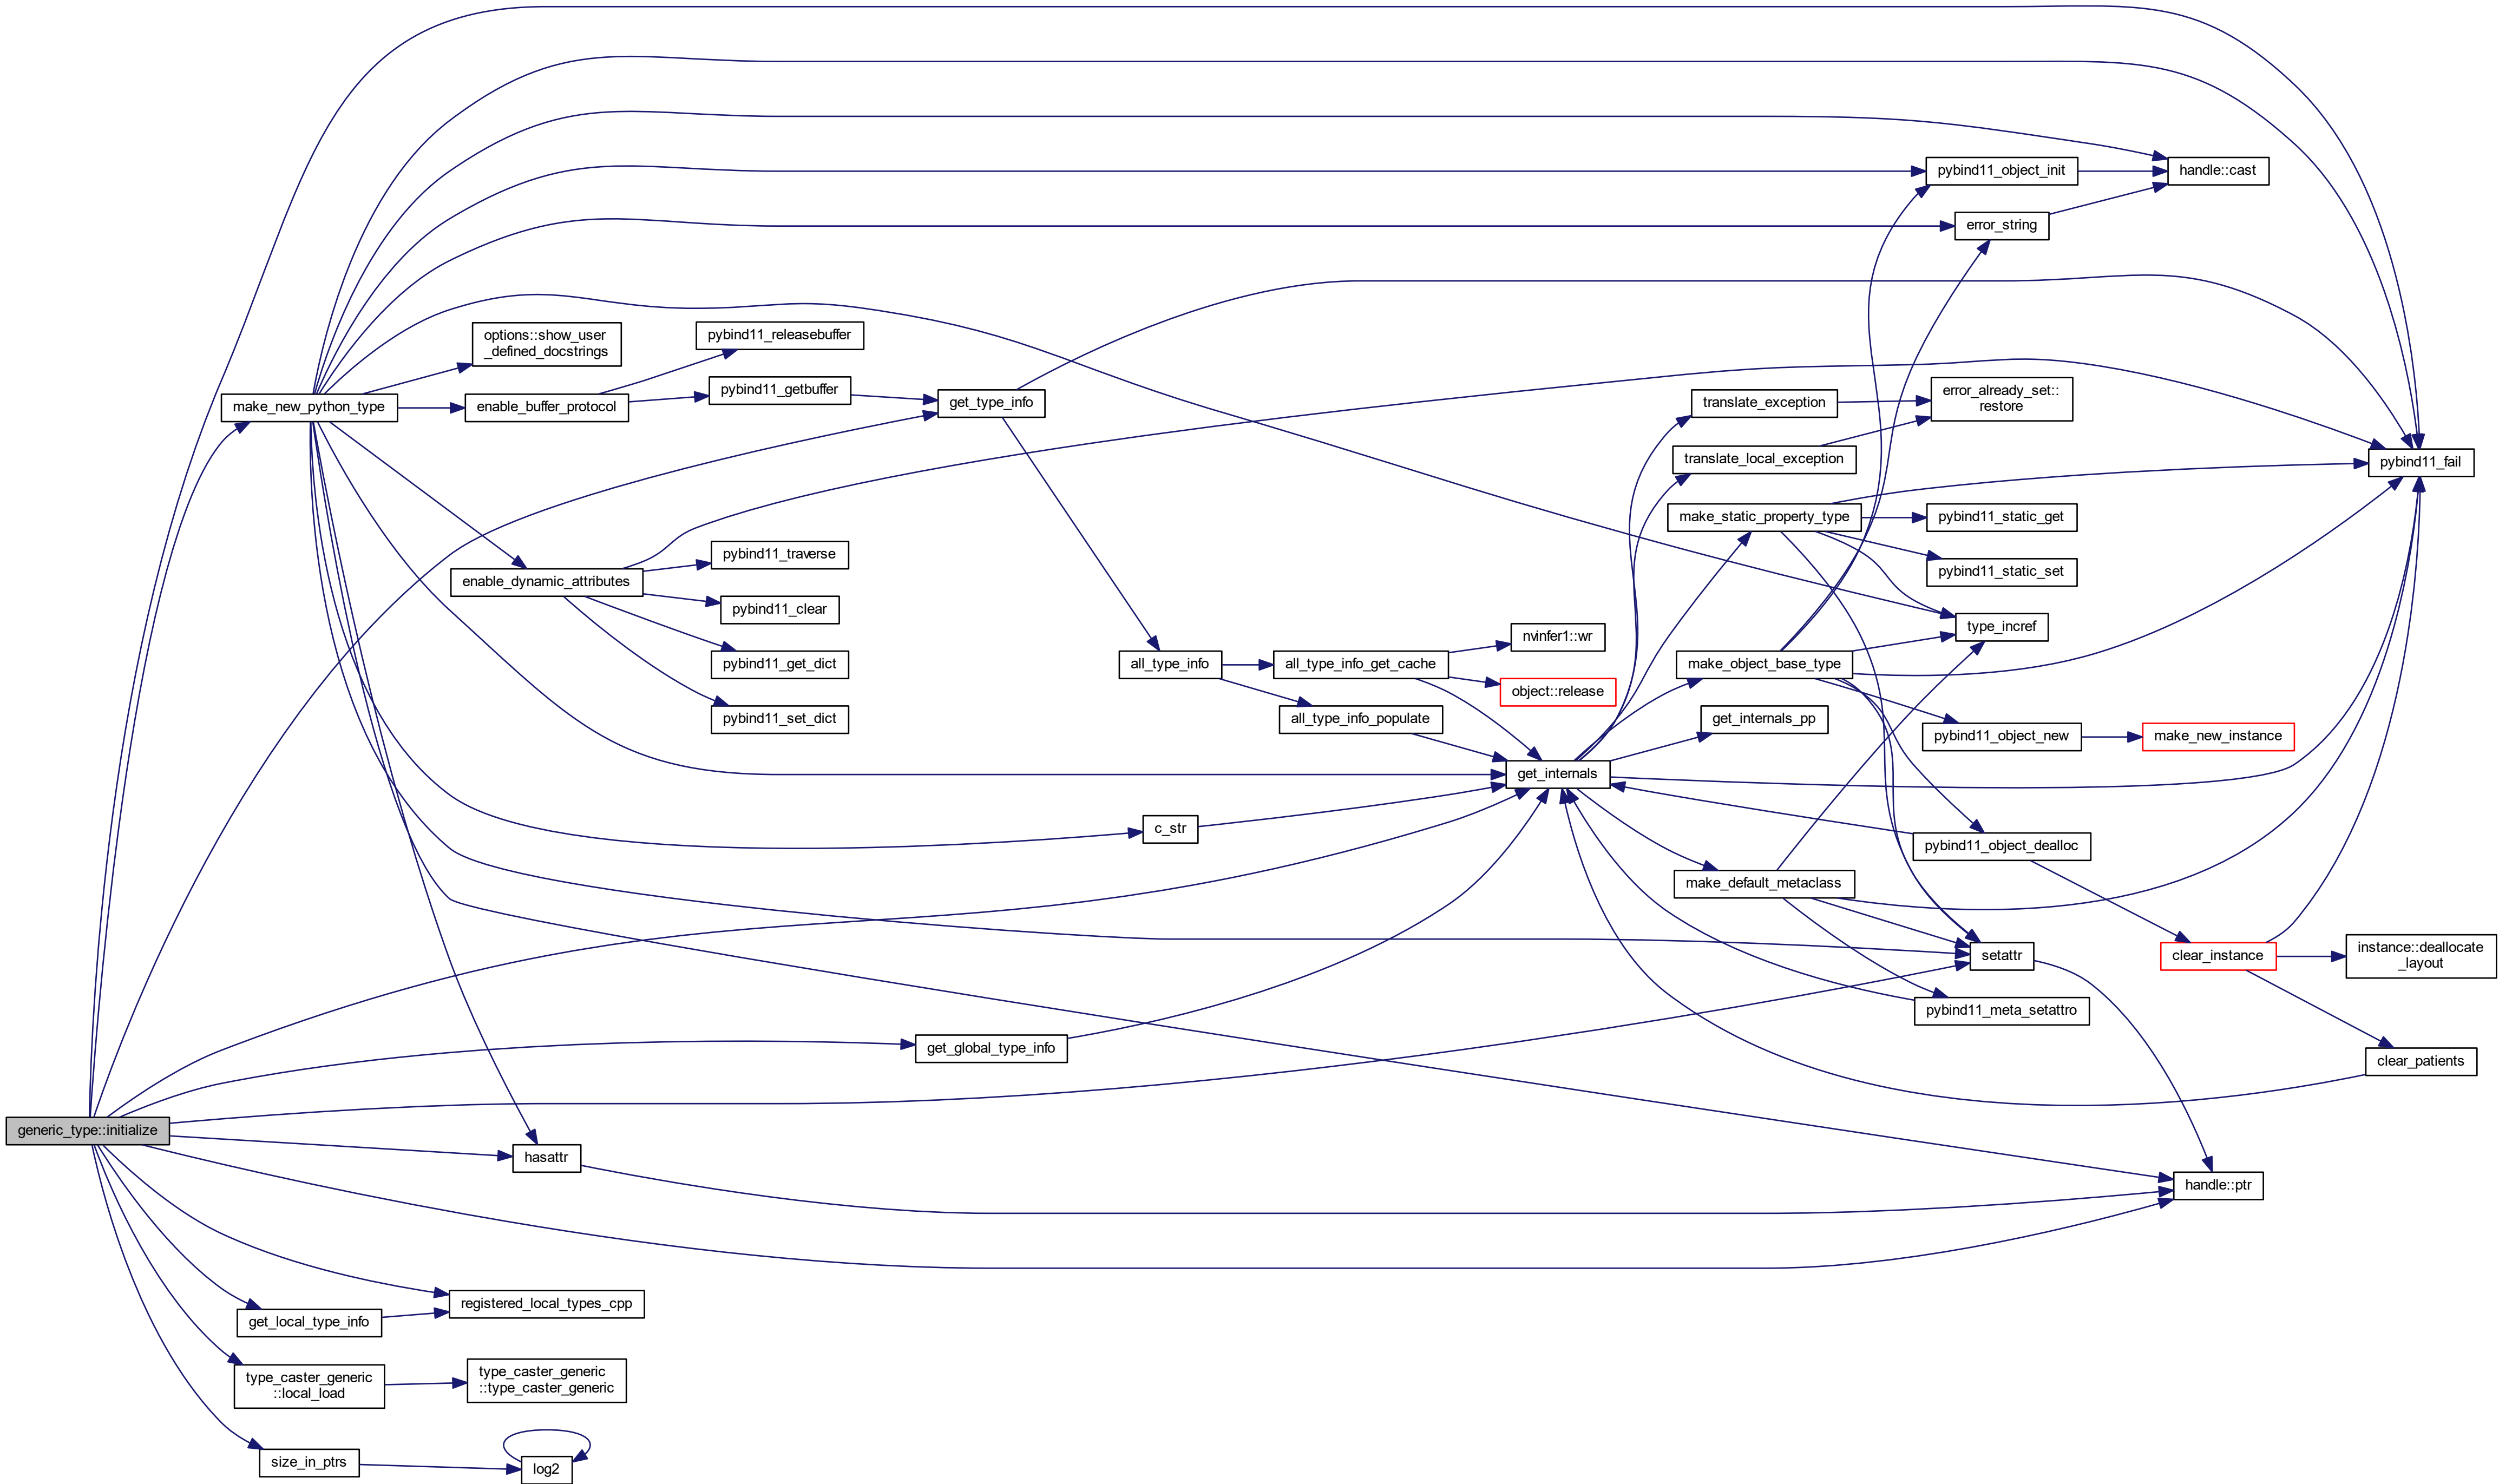 pybind11_object_init
handle::cast
error_string
options::show_user
_defined_docstrings
pybind11_releasebuffer
make_new_python_type
enable_buffer_protocol
pybind11_getbuffer
get_type_info
translate_exception
error_already_set::
restore
translate_local_exception
pybind11_fail
make_static_property_type
pybind11_static_get
pybind11_traverse
pybind11_static_set
enable_dynamic_attributes
pybind11_clear
type_incref
nvinfer1::wr
pybind11_get_dict
all_type_info
all_type_info_get_cache
make_object_base_type
object::release
pybind11_set_dict
all_type_info_populate
get_internals_pp
pybind11_object_new
make_new_instance
get_internals
c_str
pybind11_object_dealloc
make_default_metaclass
setattr
clear_instance
instance::deallocate
_layout
pybind11_meta_setattro
get_global_type_info
clear_patients
generic_type::initialize
hasattr
handle::ptr
registered_local_types_cpp
get_local_type_info
type_caster_generic
::local_load
type_caster_generic
::type_caster_generic
size_in_ptrs
log2